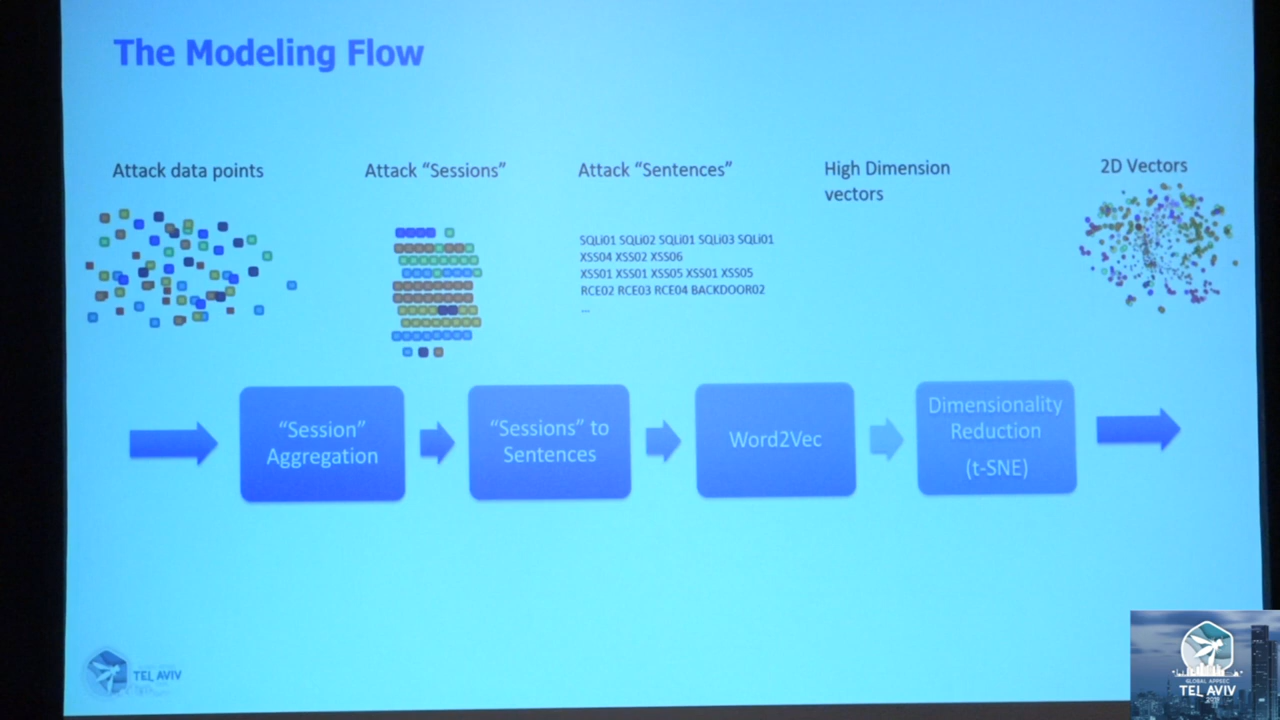 The Modeling Flow
Attack data points
Attack “Sessions”
Attack “Sentences”
High Dimension
vectors
2D Vectors
SQLi01 SQLi02 SQLi01 SQLi03 SQLi01
XSS04 XSS02 XSS06
XSS01 XSS01 XSS05 XSS01 XSS05
RCE02 RCE03 RCE04 BACKDOOR02
...
“Session”
Aggregation
“Sessions” to
Sentences
Word2Vec
Dimensionality
Reduction
(t-SNE)
TEL AVIV
GLOBAL APPSEC
TEL AVIV